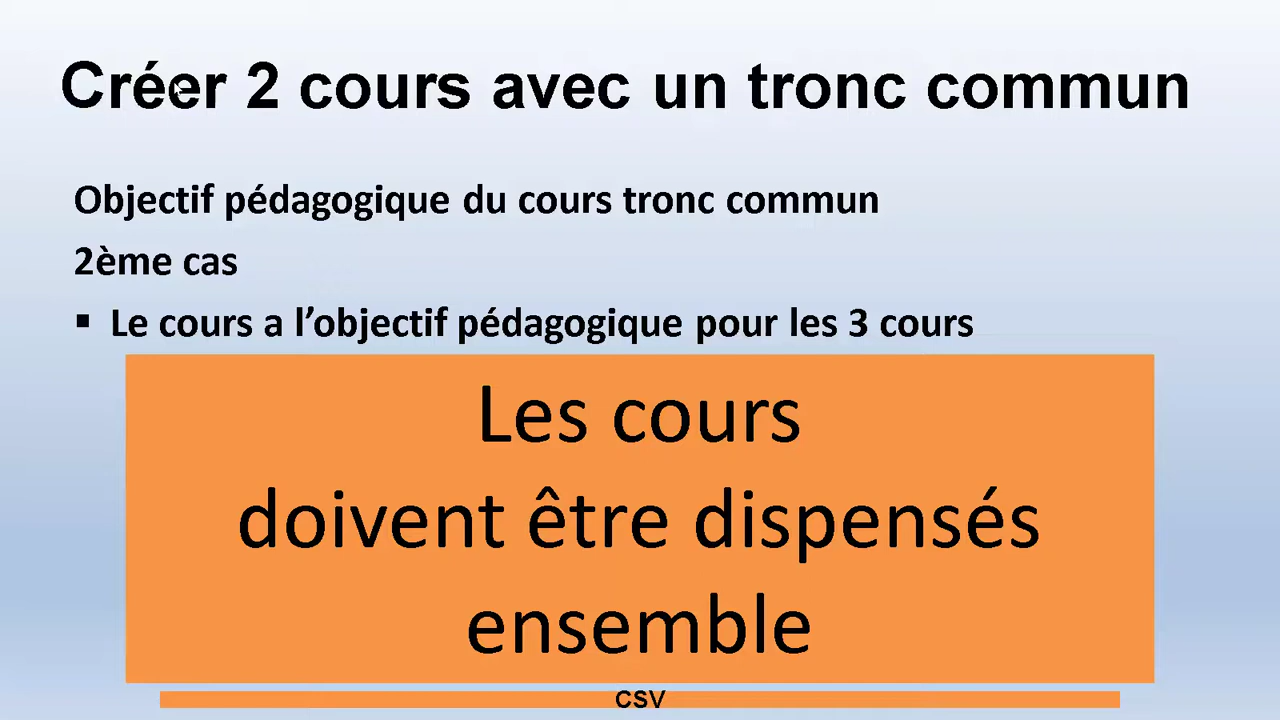 Créer 2 cours avec un tronc commun
Objectif pédagogique du cours tronc commun
2ème cas
▪ Le cours a l’objectif pédagogique pour les 3 cours
Les cours
doivent être dispensés
ensemble
CSV